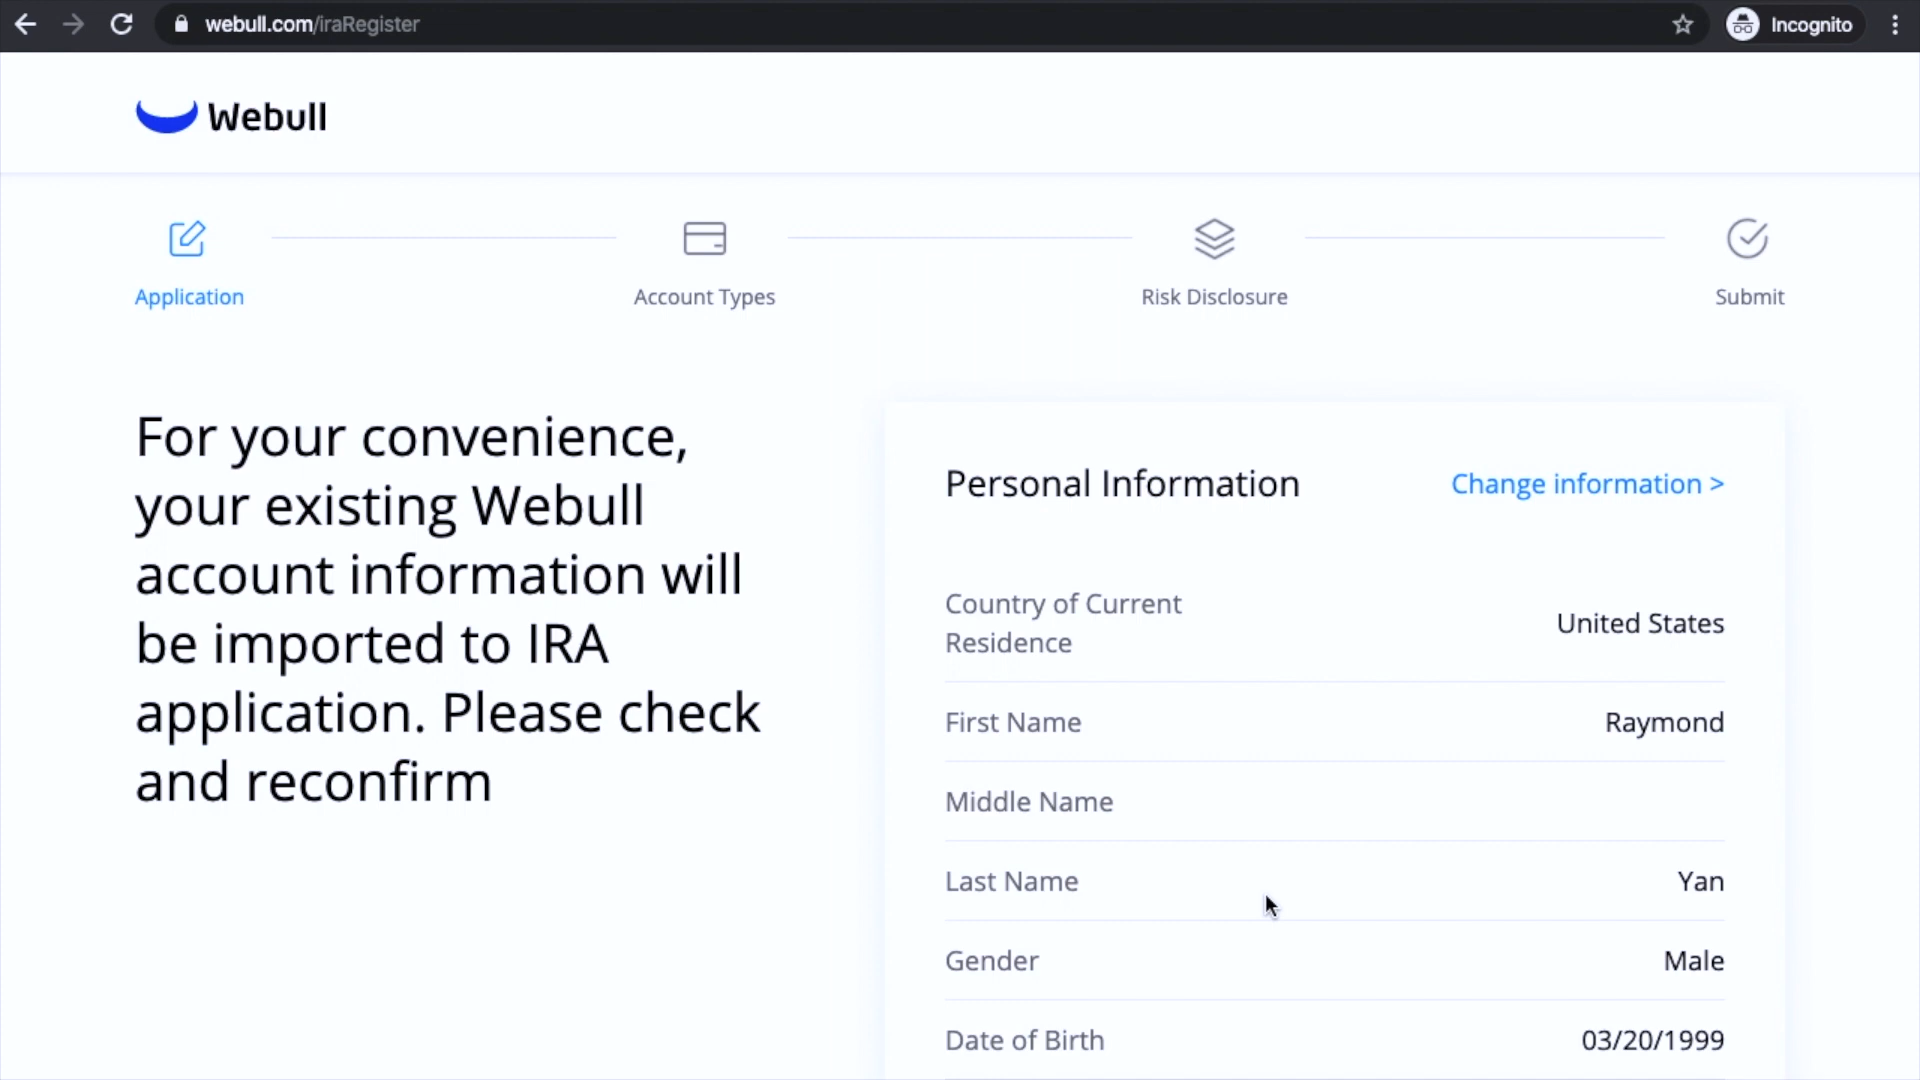 webull.com/iraRegister
Incognito
Webull
Application
Account Types
Risk Disclosure
Submit
For your convenience,
your existing Webull
account information will
be imported to IRA
application. Please check
and reconfirm
Personal Information
Change information >
Country of Current
Residence
United States
First Name
Raymond
Middle Name
Last Name
Yan
Gender
Male
Date of Birth
03/20/1999